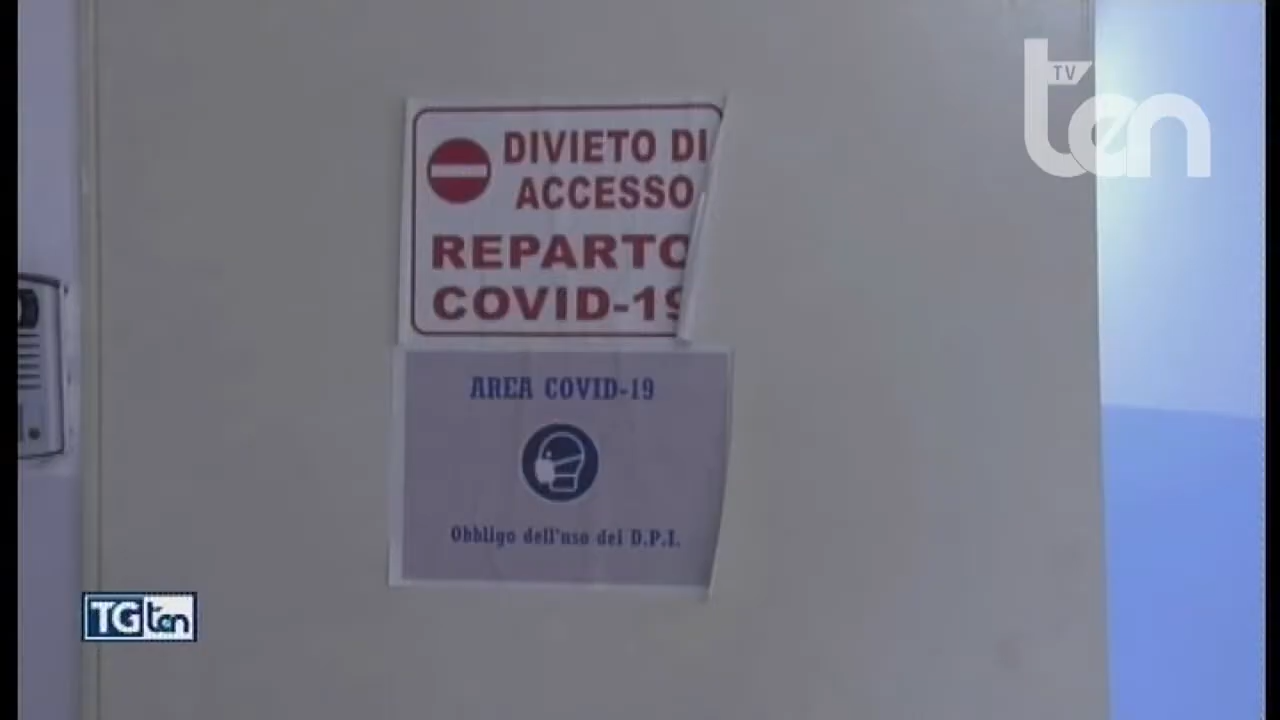 TV
ten
DIVIETO DI
ACCESSO
REPARTO
COVID-19
AREA COVID-19
Obbligo dell'uso dei D.P.I.
TG ten